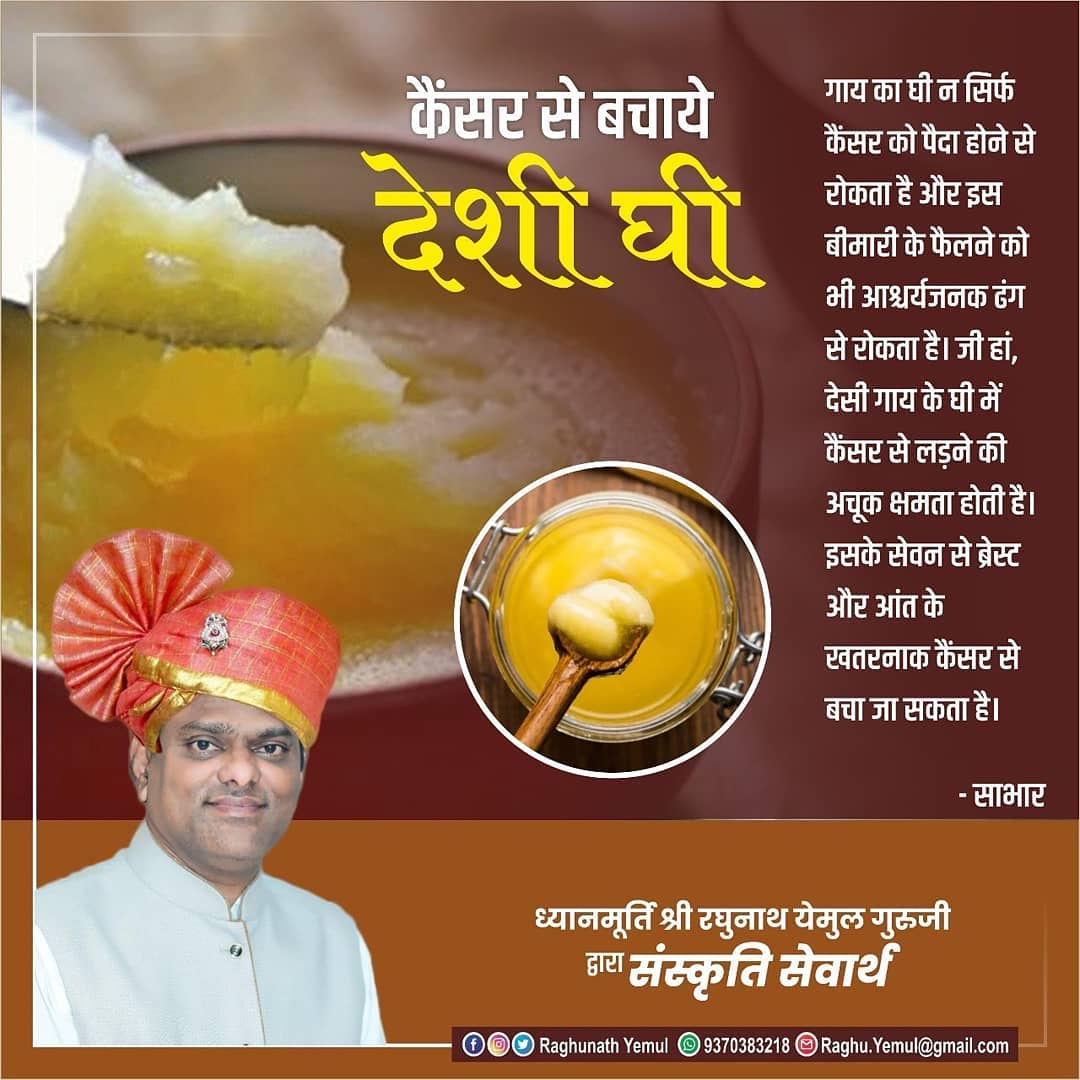 कैंसर से बचाये
देशी घी
गाय का घी न सिर्फ
कैंसर को पैदा होने से
रोकता है और इस
बीमारी के फैलने को
भी आश्चर्यजनक ढंग
से रोकता है। जी हां,
देसी गाय के घी में
कैंसर से लड़ने की
अचूक क्षमता होती है।
इसके सेवन से ब्रेस्ट
और आंत के
खतरनाक कैंसर से
बचा जा सकता है।
- साभार
ध्यानमूर्ति श्री रघुनाथ येमुल गुरुजी
द्वारा संस्कृति सेवार्थ
Raghunath Yemul 9370383218 Raghu.Yemul@gmail.com